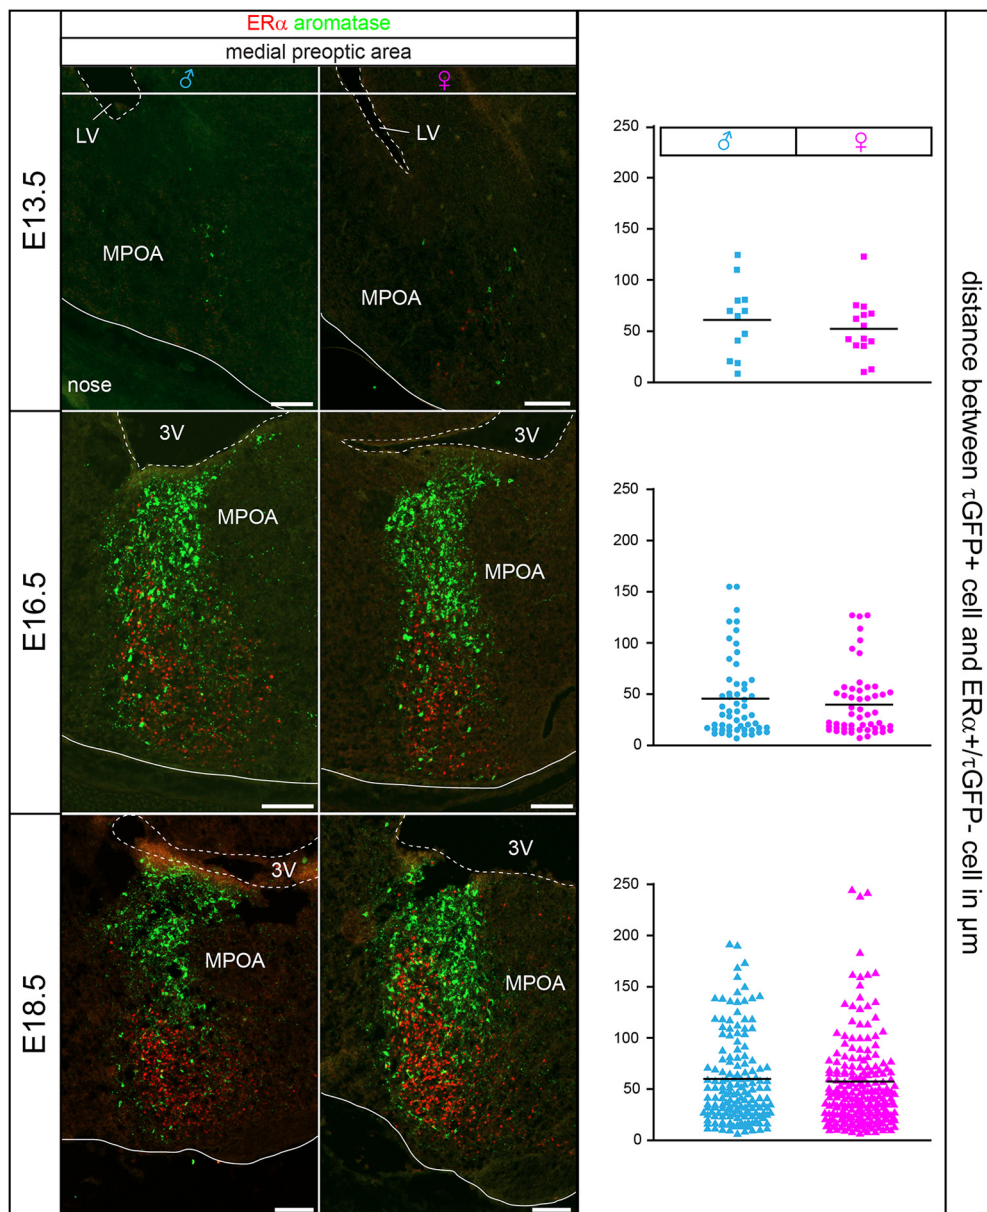 ERα aromatase
medial preoptic area
♂ ♀
E13.5
LV
MPOA
nose
LV
MPOA
♂ ♀
250
200
150
100
50
0
E16.5
3V
MPOA
3V
MPOA
250
200
150
100
50
0
E18.5
3V
MPOA
3V
MPOA
250
200
150
100
50
0
distance between τGFP+ cell and ERα+/τGFP- cell in μm